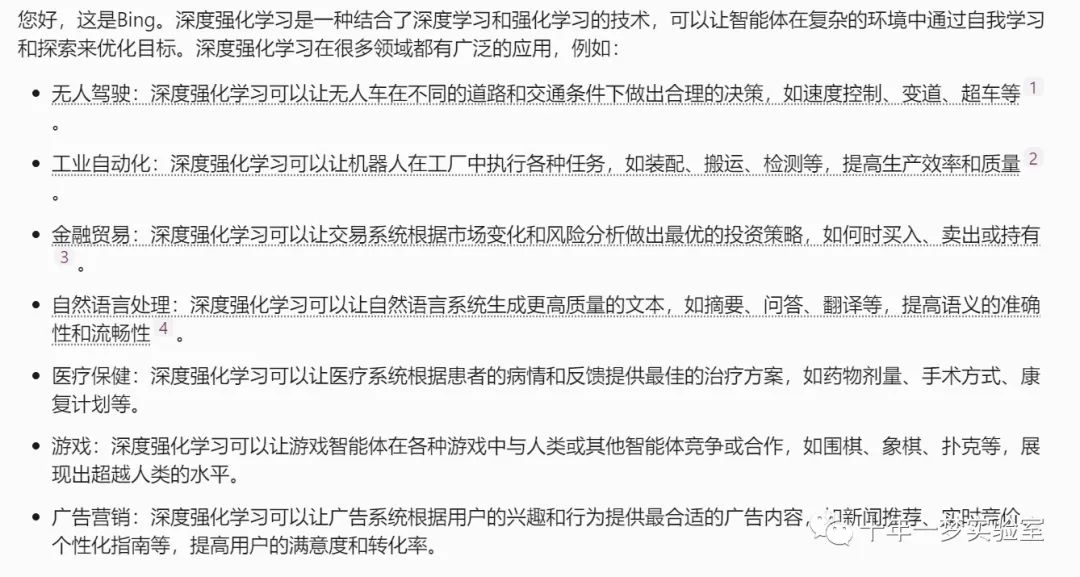 您好，这是Bing。深度强化学习是一种结合了深度学习和强化学习的技术，可以让智能体在复杂的环境中通过自我学习
和探索来优化目标。深度强化学习在很多领域都有广泛的应用，例如：
• 无人驾驶：深度强化学习可以让无人车在不同的道路和交通条件下做出合理的决策，如速度控制、变道、超车等 1
。
• 工业自动化：深度强化学习可以让机器人在工厂中执行各种任务，如装配、搬运、检测等，提高生产效率和质量 2
。
• 金融贸易：深度强化学习可以让交易系统根据市场变化和风险分析做出最优的投资策略，如何时买入、卖出或持有
3 。
• 自然语言处理：深度强化学习可以让自然语言系统生成更高质量的文本，如摘要、问答、翻译等，提高语义的准确
性和流畅性 4 。
• 医疗保健：深度强化学习可以让医疗系统根据患者的病情和反馈提供最佳的治疗方案，如药物剂量、手术方式、康
复计划等。
• 游戏：深度强化学习可以让游戏智能体在各种游戏中与人类或其他智能体竞争或合作，如围棋、象棋、扑克等，展
现出超越人类的水平。
• 广告营销：深度强化学习可以让广告系统根据用户的兴趣和行为提供最合适的广告内容，如新闻推荐、实时竞价、
个性化指南等，提高用户的满意度和转化率。
十年一梦实验室